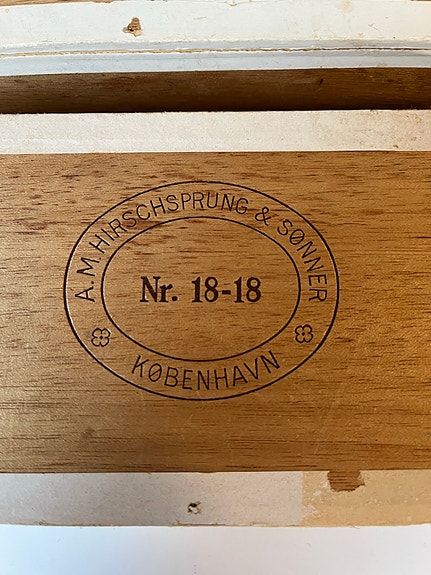 A.M. HIRSCHSPRUNG & SØNNER
Nr. 18-18
KØBENHAVN